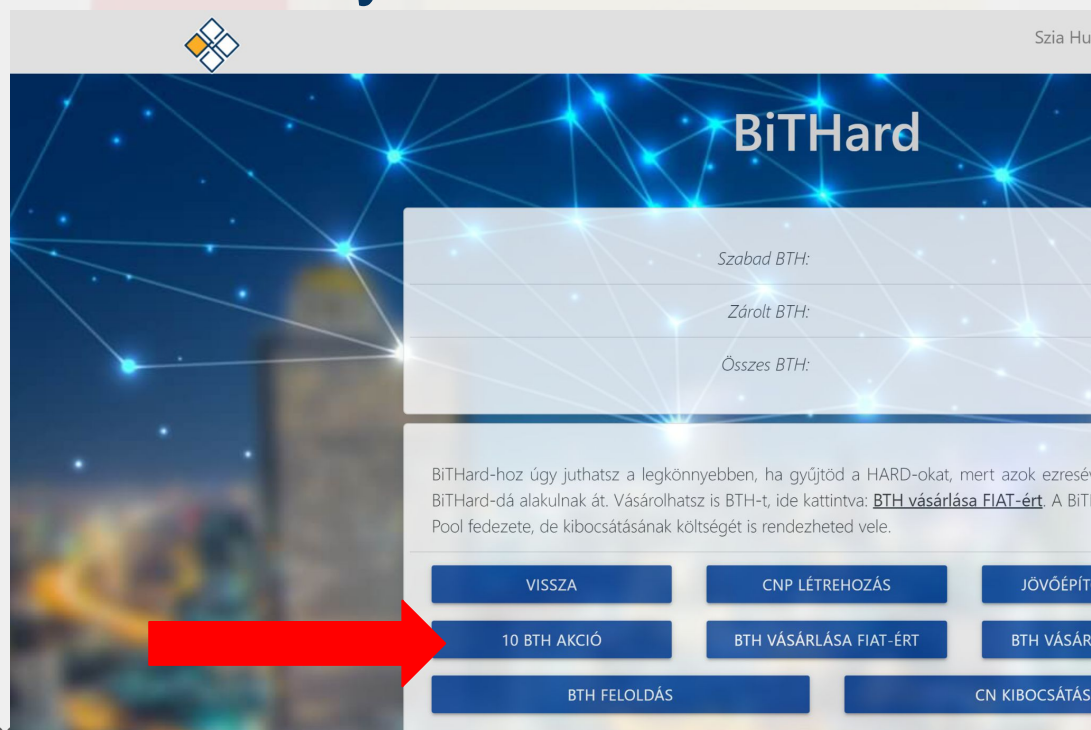 Szia Hu
BiTHard
Szabad BTH:
Zárolt BTH:
Összes BTH:
BiTHard-hoz úgy juthatsz a legkönnyebben, ha gyűjtöd a HARD-okat, mert azok ezresév
BiTHard-dá alakulnak át. Vásárolhatsz is BTH-t, ide kattintva: BTH vásárlása FIAT-ért. A BiTH
Pool fedezete, de kibocsátásának költségét is rendezheted vele.
VISSZA CNP LÉTREHOZÁS JÖVŐÉPÍT
10 BTH AKCIÓ BTH VÁSÁRLÁSA FIAT-ÉRT BTH VÁSÁR
BTH FELOLDÁS CN KIBOCSÁTÁS